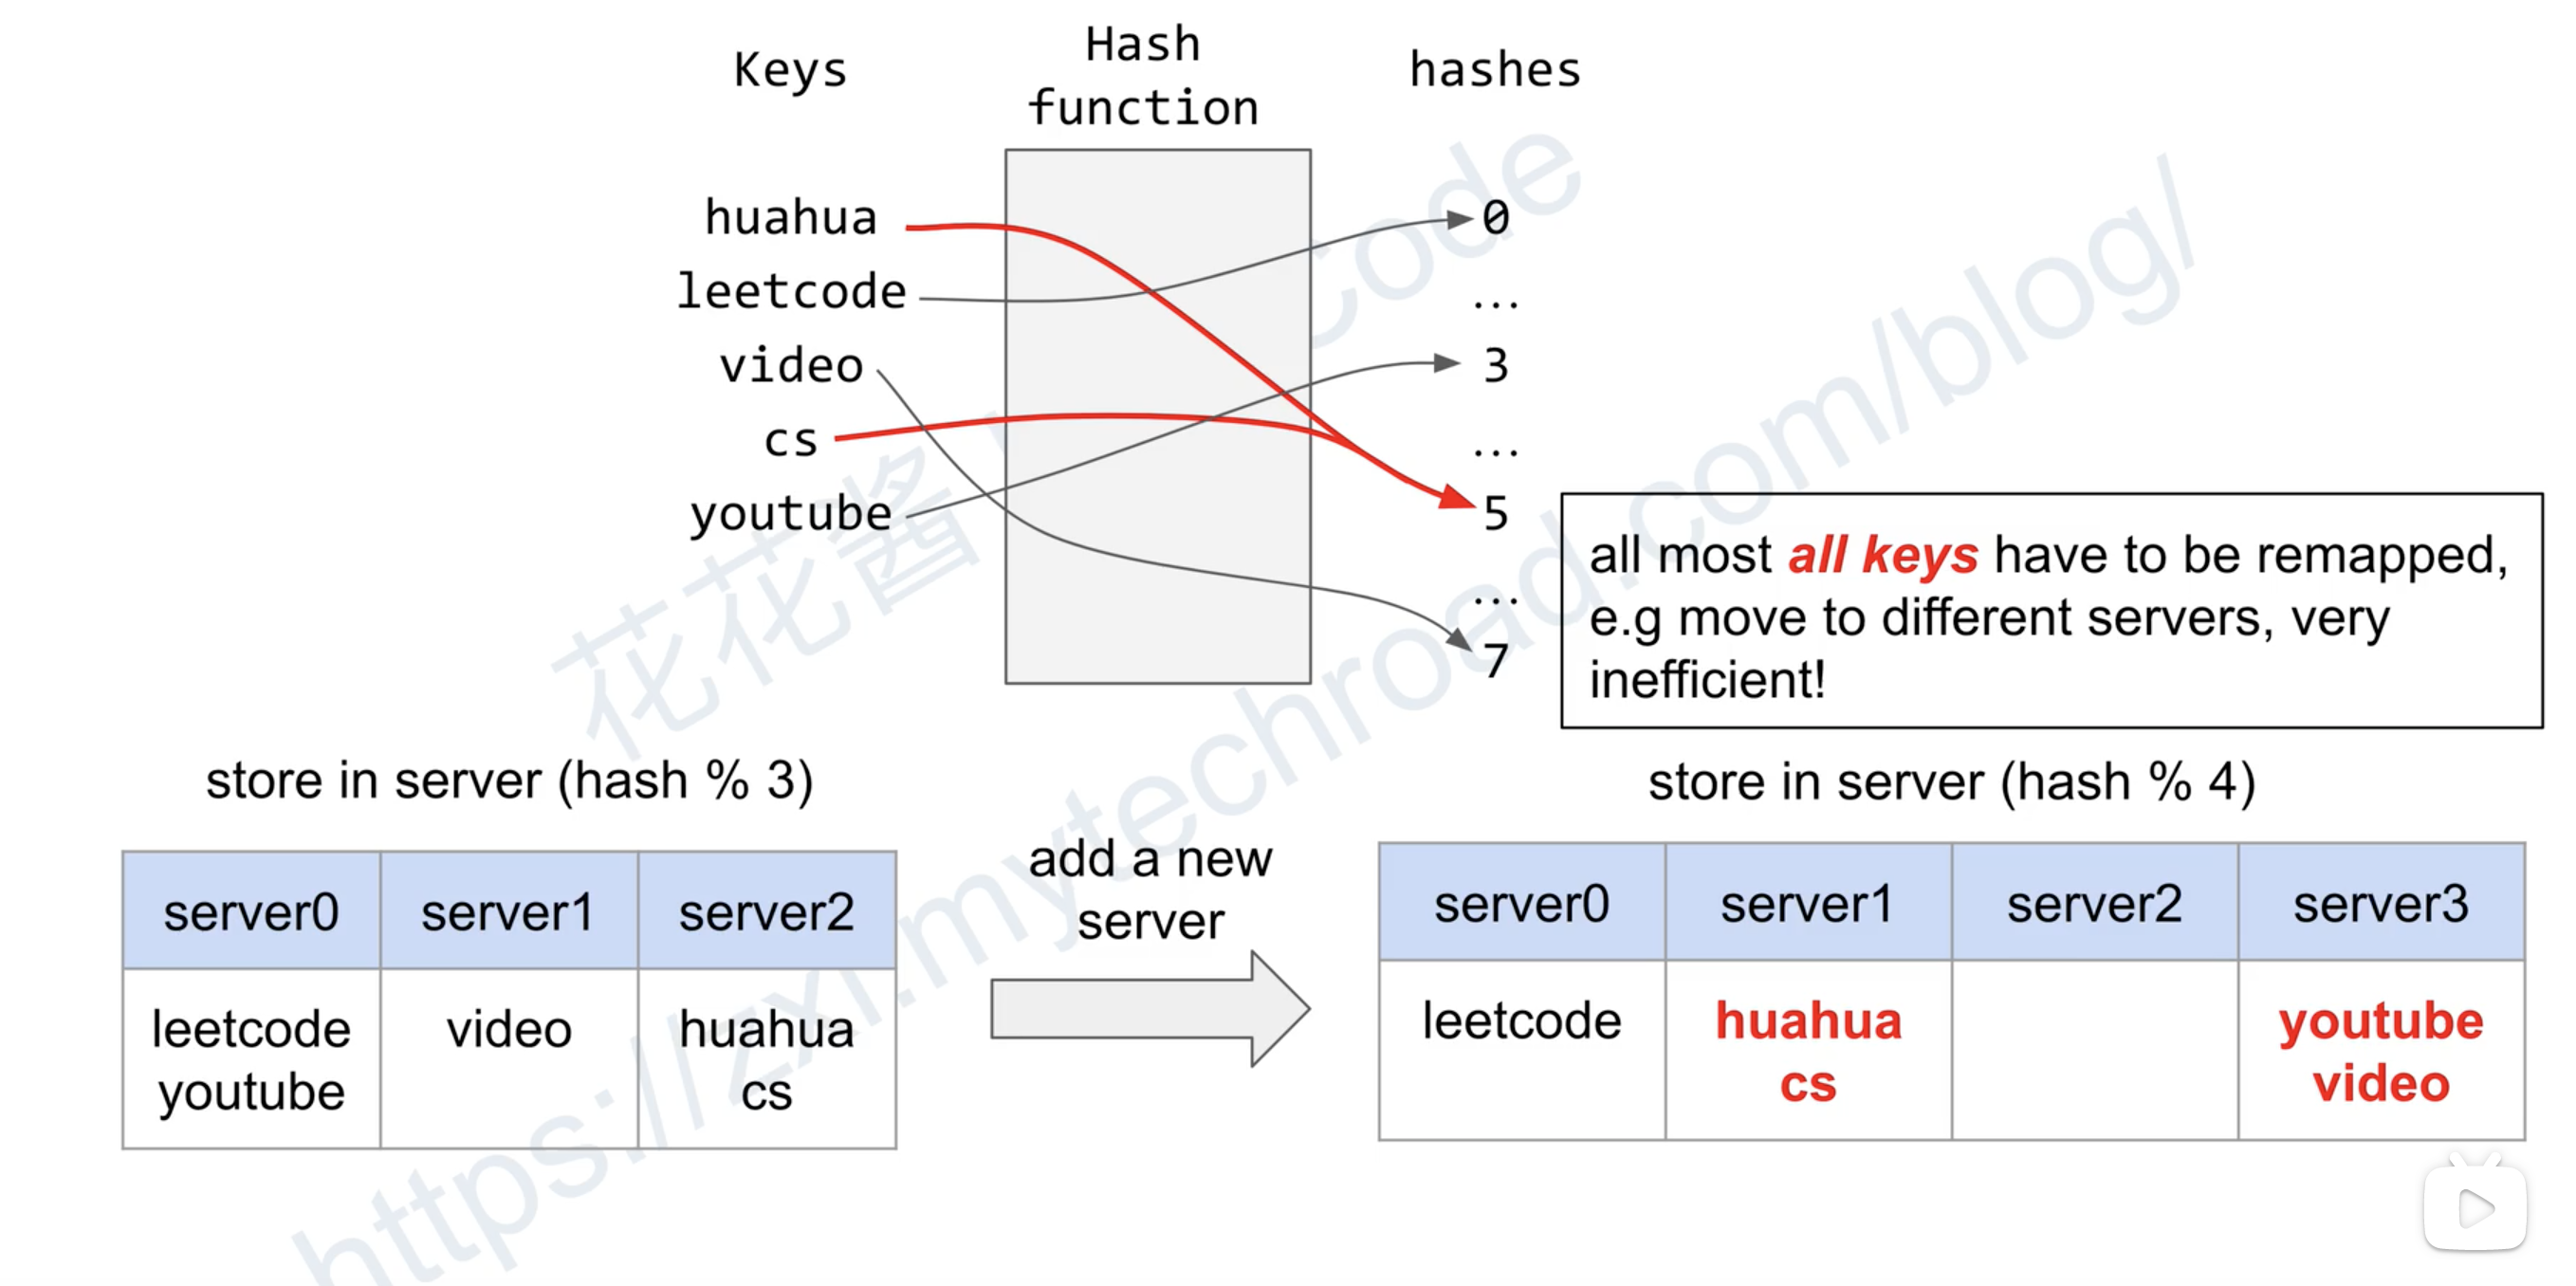 Keys
Hash
function
hashes
huahua
leetcode
video
cs
youtube
0
...
3
...
5
...
7
all most all keys have to be remapped,
e.g move to different servers, very
inefficient!
store in server (hash % 3)
server0 server1 server2
leetcode video huahua
youtube cs
add a new
server
store in server (hash % 4)
server0 server1 server2 server3
leetcode huahua youtube
cs video
花花酱
code
https://zxi.mytechroad.com/blog/